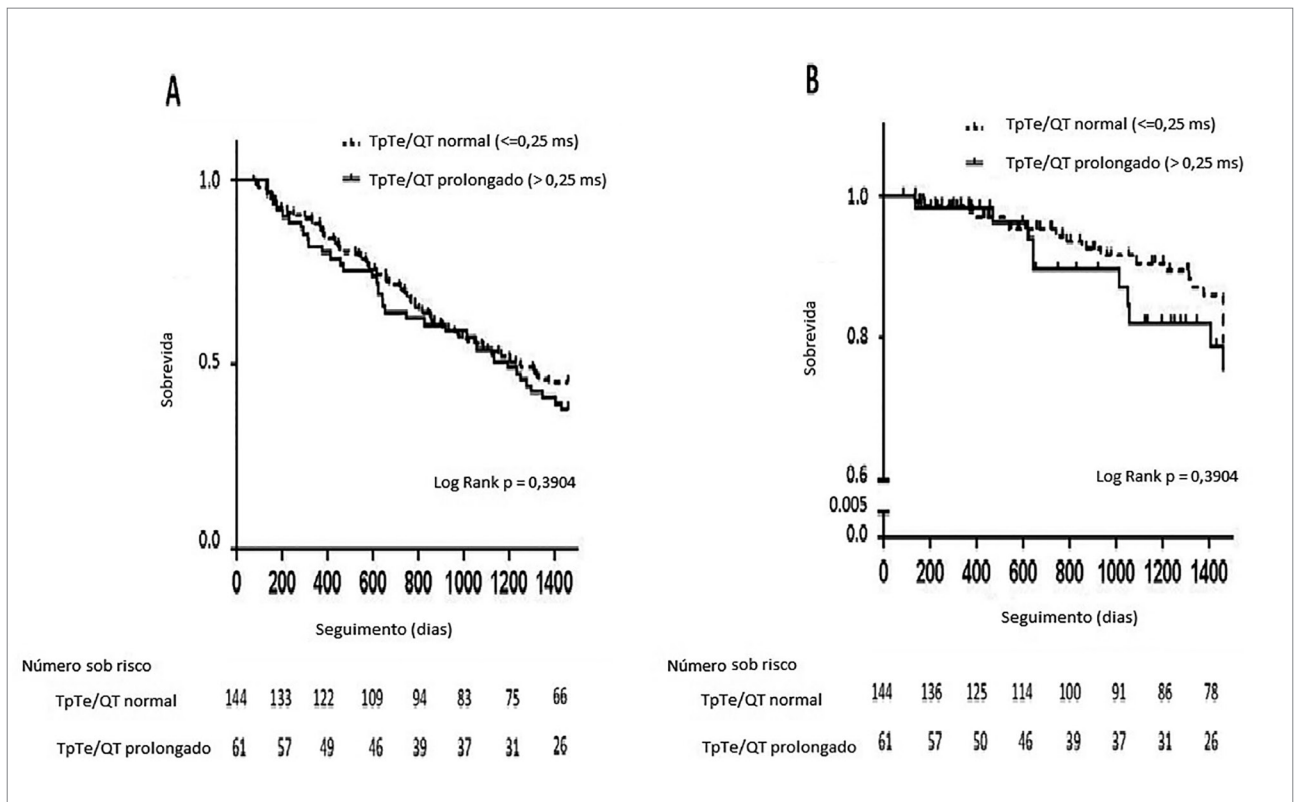 A
TpTe/QT normal (<=0,25 ms)
TpTe/QT prolongado (> 0,25 ms)
1.0
0.5
0.0
Sobrevida
Log Rank p = 0,3904
0 200 400 600 800 1000 1200 1400
Seguimento (dias)
Número sob risco
TpTe/QT normal 144 133 122 109 94 83 75 66
TpTe/QT prolongado 61 57 49 46 39 37 31 26
B
TpTe/QT normal (<=0,25 ms)
TpTe/QT prolongado (> 0,25 ms)
1.0
0.8
0.6
0.005
0.0
Sobrevida
Log Rank p = 0,3904
0 200 400 600 800 1000 1200 1400
Seguimento (dias)
Número sob risco
TpTe/QT normal 144 136 125 114 100 91 86 78
TpTe/QT prolongado 61 57 50 46 39 37 31 26